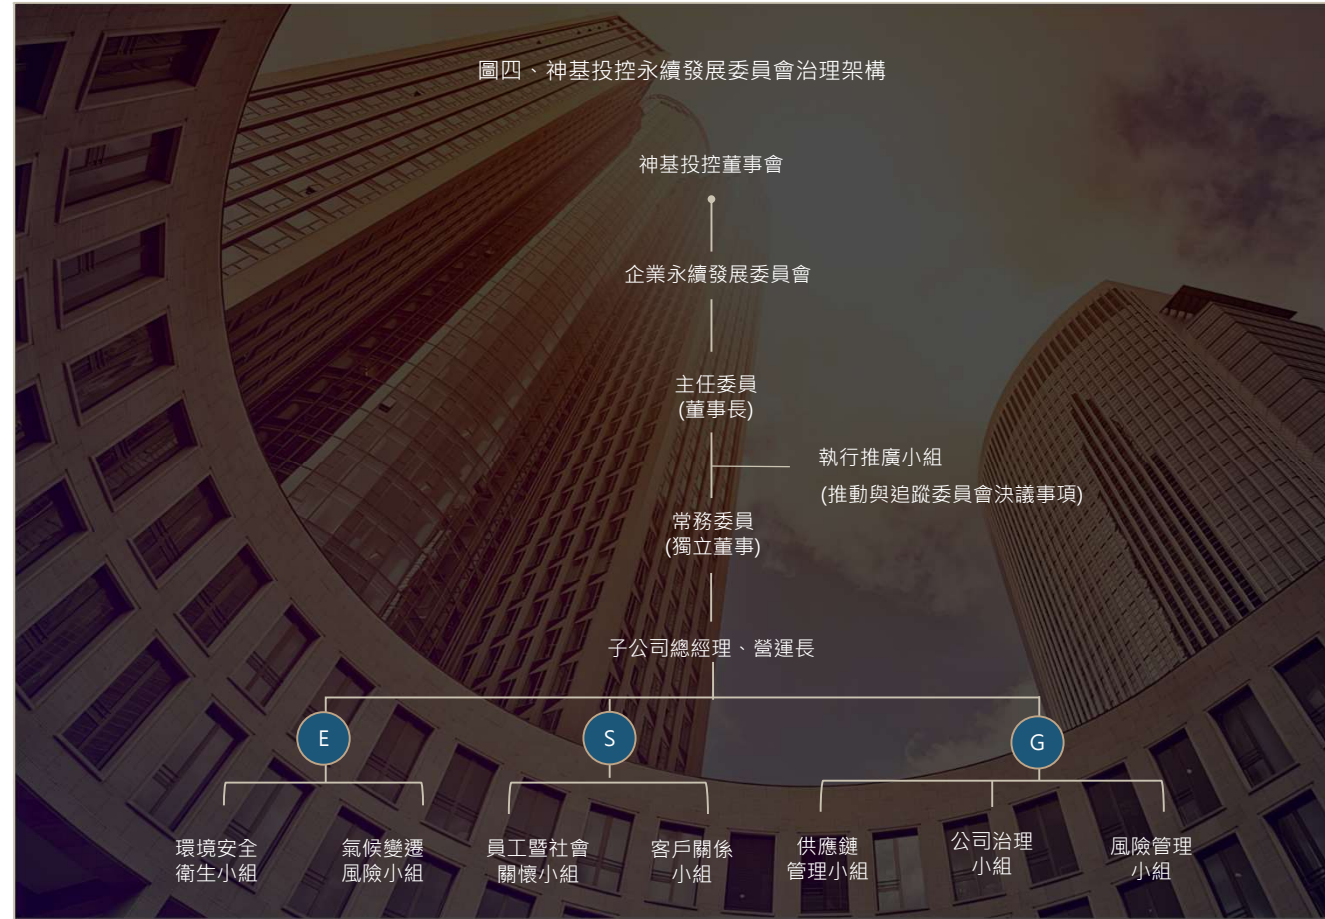 圖四、神基投控永續發展委員會治理架構
神基投控董事會
企業永續發展委員會
主任委員
(董事長)
執行推廣小組
(推動與追蹤委員會決議事項)
常務委員
(獨立董事)
子公司總經理、營運長
E
S
G
環境安全
衛生小組
氣候變遷
風險小組
員工暨社會
關懷小組
客戶關係
小組
供應鏈
管理小組
公司治理
小組
風險管理
小組